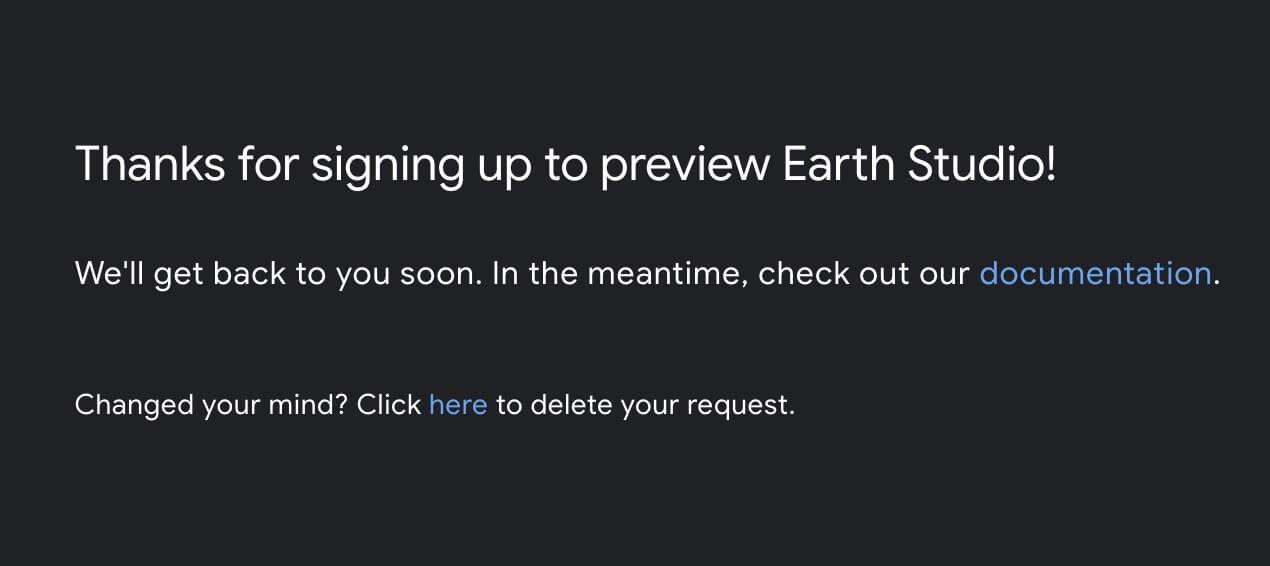 Thanks for signing up to preview Earth Studio!
We'll get back to you soon. In the meantime, check out our documentation.
Changed your mind? Click here to delete your request.